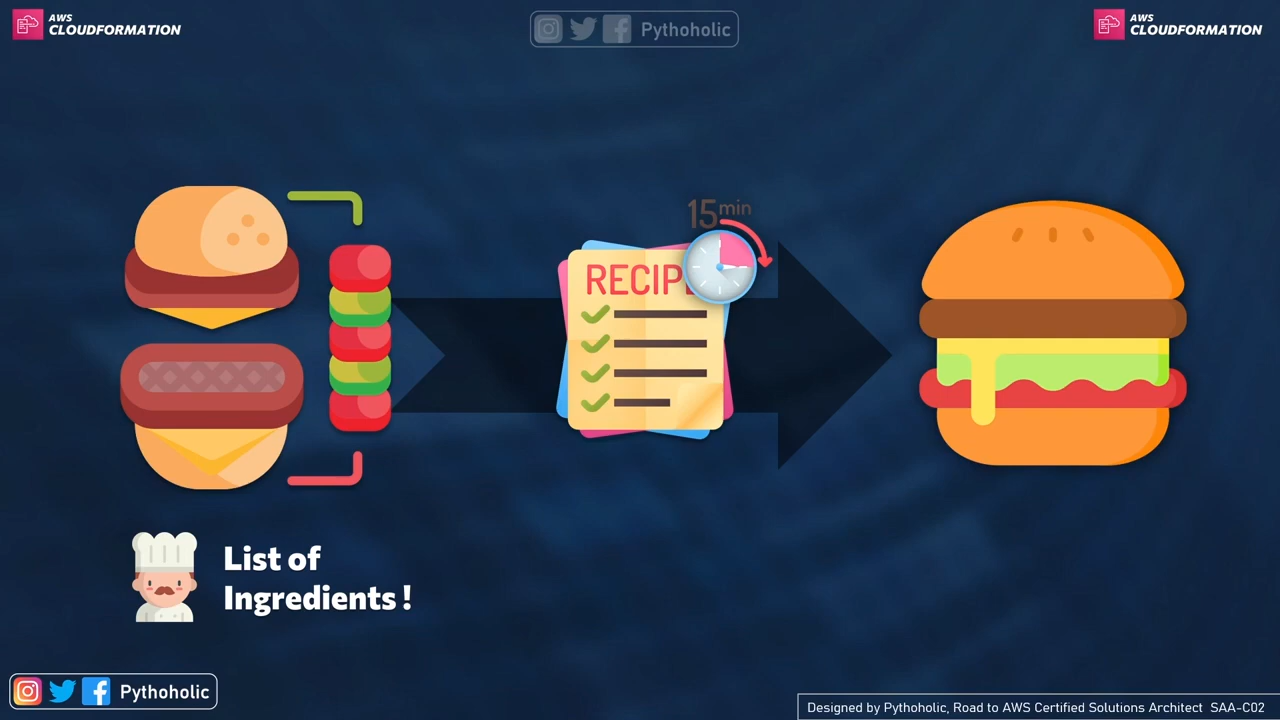 AWS
CLOUDFORMATION
Pythoholic
AWS
CLOUDFORMATION
15min
RECIP
List of
Ingredients !
Pythoholic
Designed by Pythoholic, Road to AWS Certified Solutions Architect SAA-C02